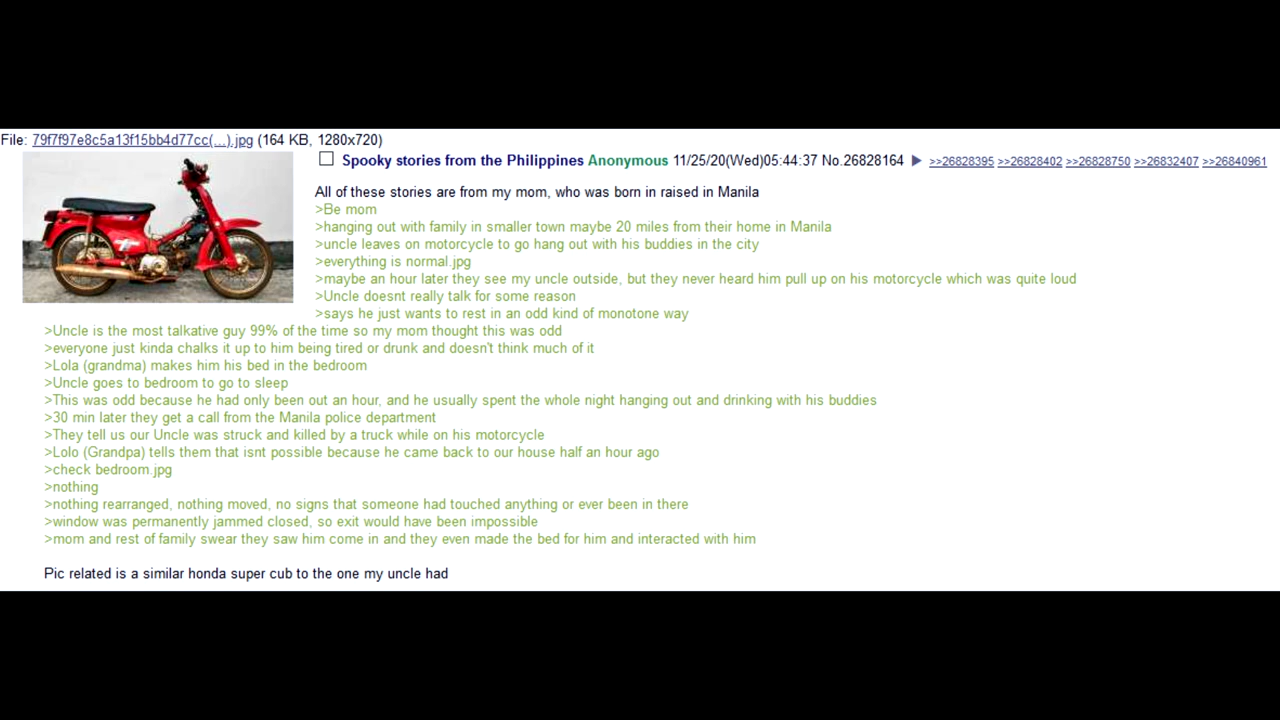 File: 79f7f97e8c5a13f15bb4d77cc(...).jpg (164 KB, 1280x720)
Spooky stories from the Philippines Anonymous 11/25/20(Wed)05:44:37 No.26828164 ▶ >>26828395 >>26828402 >>26828750 >>26832407 >>26840961
All of these stories are from my mom, who was born in raised in Manila
>Be mom
>hanging out with family in smaller town maybe 20 miles from their home in Manila
>uncle leaves on motorcycle to go hang out with his buddies in the city
>everything is normal.jpg
>maybe an hour later they see my uncle outside, but they never heard him pull up on his motorcycle which was quite loud
>Uncle doesnt really talk for some reason
>says he just wants to rest in an odd kind of monotone way
>Uncle is the most talkative guy 99% of the time so my mom thought this was odd
>everyone just kinda chalks it up to him being tired or drunk and doesn't think much of it
>Lola (grandma) makes him his bed in the bedroom
>Uncle goes to bedroom to go to sleep
>This was odd because he had only been out an hour, and he usually spent the whole night hanging out and drinking with his buddies
>30 min later they get a call from the Manila police department
>They tell us our Uncle was struck and killed by a truck while on his motorcycle
>Lolo (Grandpa) tells them that isnt possible because he came back to our house half an hour ago
>check bedroom.jpg
>nothing
>nothing rearranged, nothing moved, no signs that someone had touched anything or ever been in there
>window was permanently jammed closed, so exit would have been impossible
>mom and rest of family swear they saw him come in and they even made the bed for him and interacted with him
Pic related is a similar honda super cub to the one my uncle had